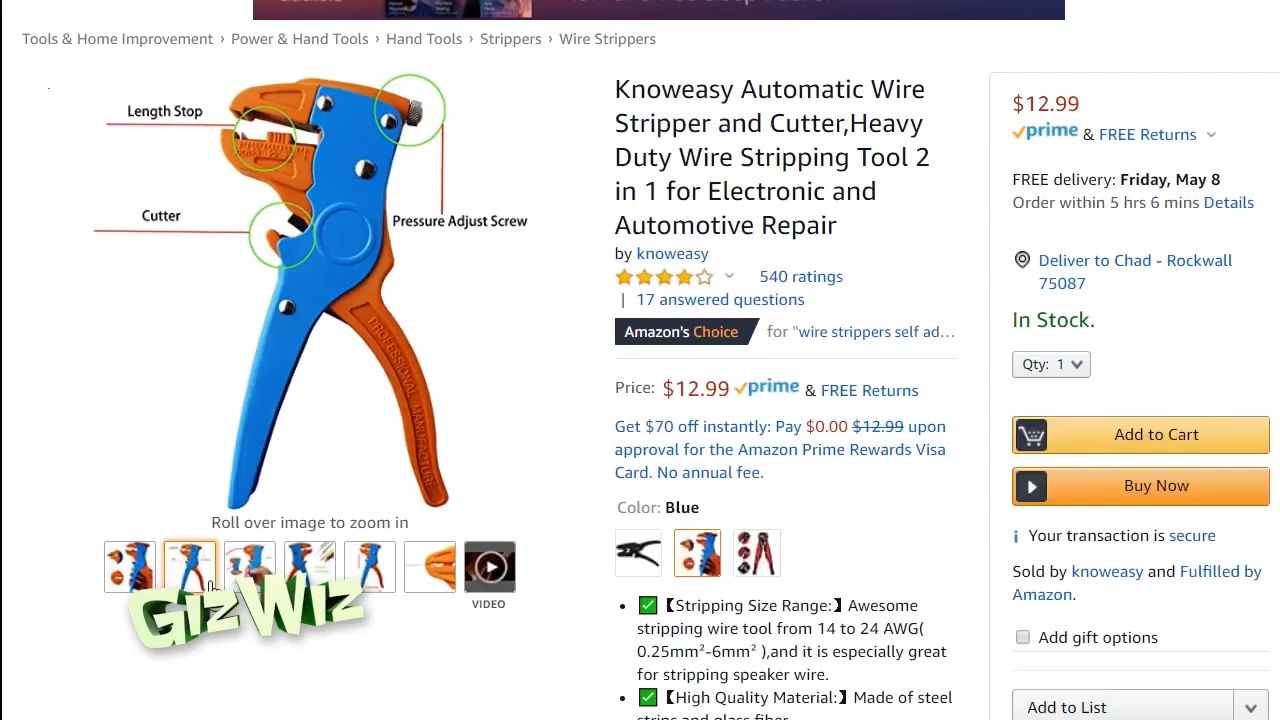 Tools & Home Improvement › Power & Hand Tools › Hand Tools › Strippers › Wire Strippers
Length Stop
Cutter
Pressure Adjust Screw
PROFESSIONAL MANUFACTURE
Roll over image to zoom in
VIDEO
GizWiz
Knoweasy Automatic Wire
Stripper and Cutter,Heavy
Duty Wire Stripping Tool 2
in 1 for Electronic and
Automotive Repair
by knoweasy
540 ratings
| 17 answered questions
Amazon's Choice for "wire strippers self ad…
Price: $12.99 prime & FREE Returns
Get $70 off instantly: Pay $0.00 $12.99 upon
approval for the Amazon Prime Rewards Visa
Card. No annual fee.
Color: Blue
• ✅【Stripping Size Range:】Awesome
stripping wire tool from 14 to 24 AWG(
0.25mm²-6mm² ),and it is especially great
for stripping speaker wire.
• ✅【High Quality Material:】Made of steel
strips and glass fiber
$12.99
prime & FREE Returns
FREE delivery: Friday, May 8
Order within 5 hrs 6 mins Details
Deliver to Chad - Rockwall
75087
In Stock.
Qty: 1
Add to Cart
Buy Now
Your transaction is secure
Sold by knoweasy and Fulfilled by
Amazon.
Add gift options
Add to List